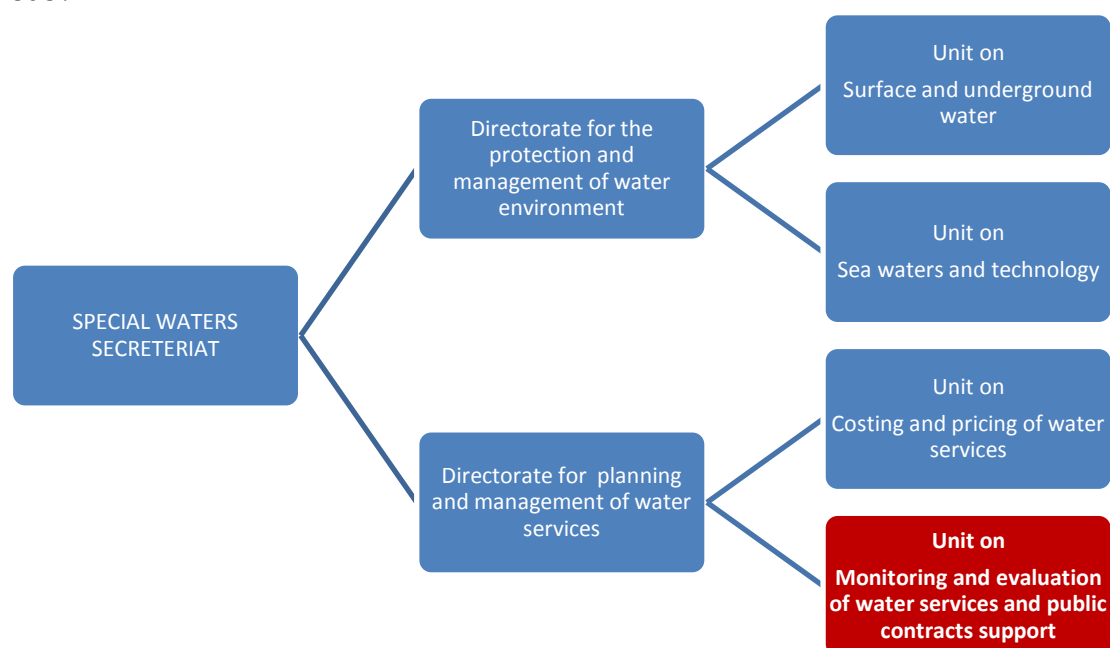 Unit on
Surface and underground
water
Directorate for the
protection and
management of water
environment
Unit on
Sea waters and technology
SPECIAL WATERS
SECRETERIAT
Unit on
Costing and pricing of water
services
Directorate for planning
and management of water
services
Unit on
Monitoring and evaluation
of water services and public
contracts support